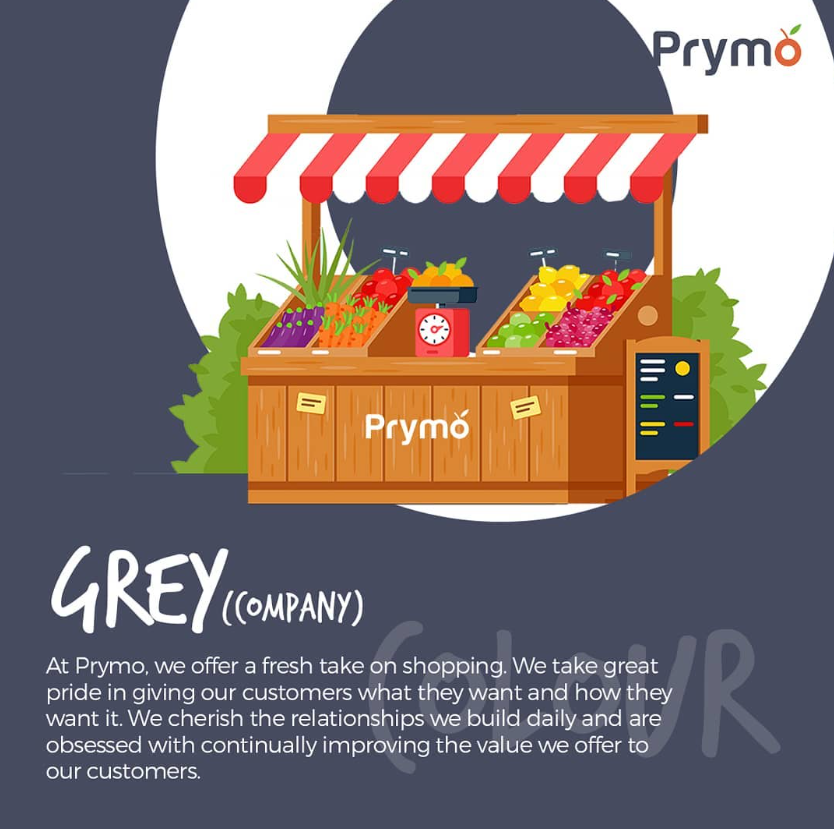 Prymo
Prymo
GREY (COMPANY)
COLOUR
At Prymo, we offer a fresh take on shopping. We take great
pride in giving our customers what they want and how they
want it. We cherish the relationships we build daily and are
obsessed with continually improving the value we offer to
our customers.